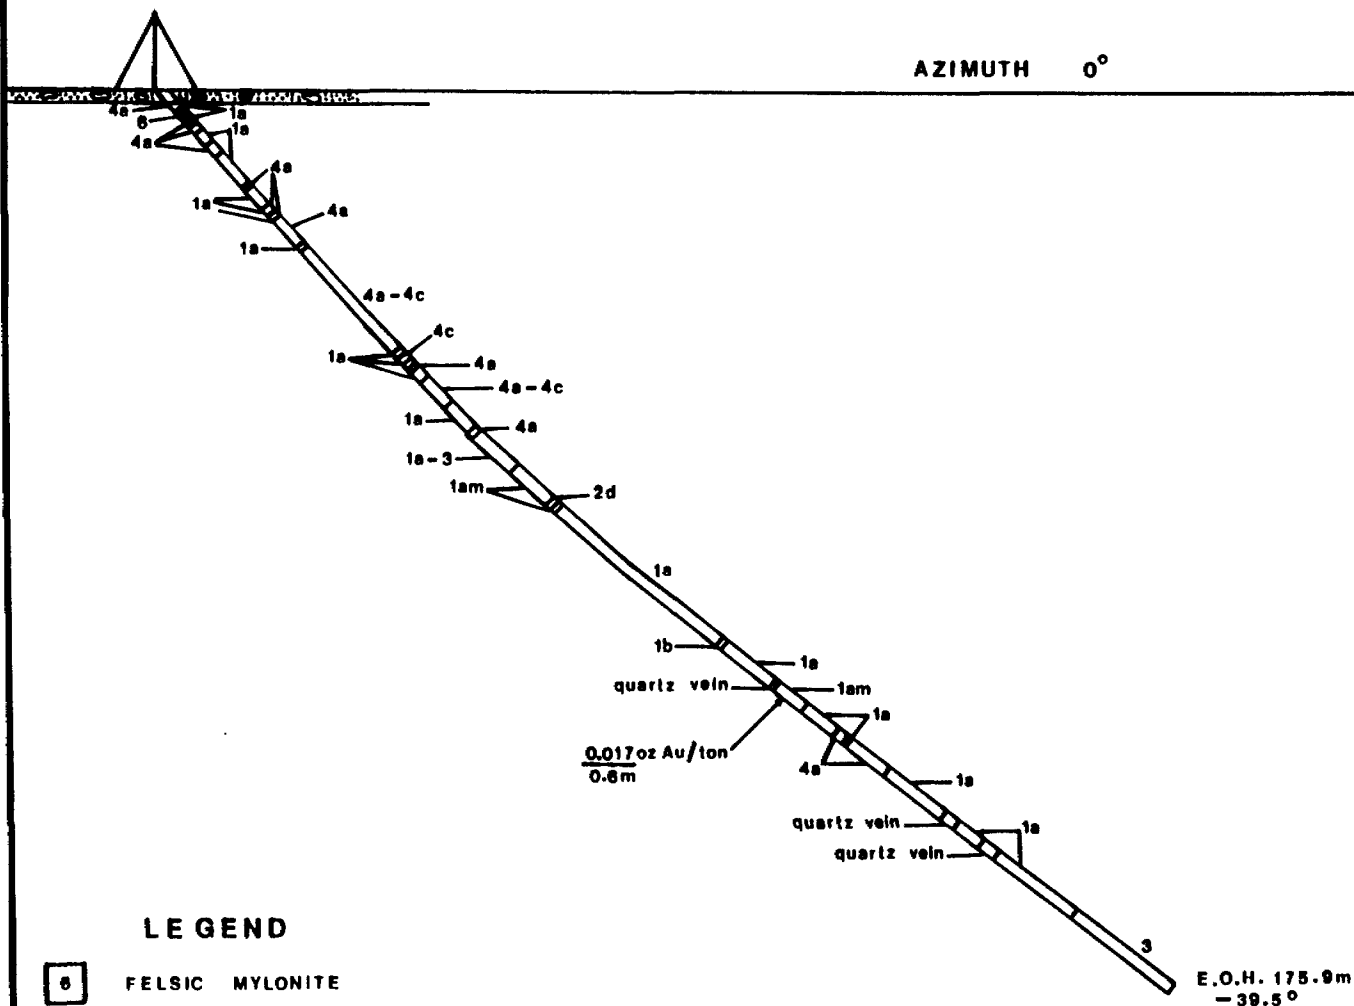 AZIMUTH 0°
4a
1a
6
1a
4a
4a
1a
4a
1a
4a-4c
4c
1a
4a
4a-4c
1a
4a
1a-3
1am
2d
1a
1b
1a
quartz vein
1am
1a
0.017 oz Au/ton
0.6m
4a
1a
quartz vein
1a
quartz vein
3
E.O.H. 175.9m
-39.5°
LEGEND
6 FELSIC MYLONITE